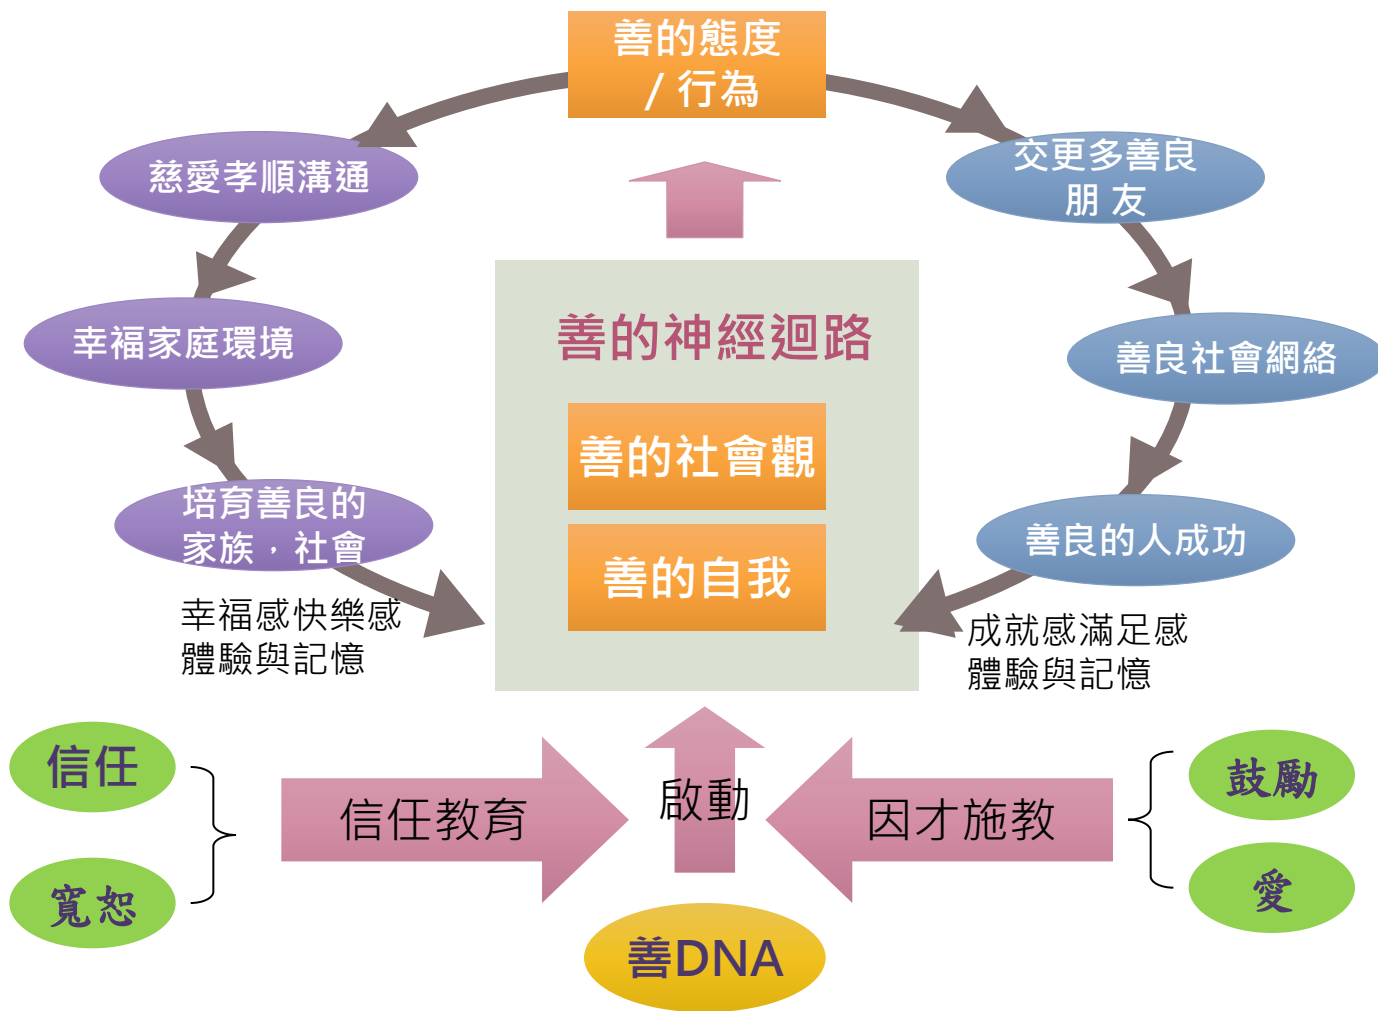 善的態度
/ 行為
慈愛孝順溝通
交更多善良
朋 友
善的神經迴路
幸福家庭環境
善良社會網絡
善的社會觀
培育善良的
家族，社會
善良的人成功
善的自我
幸福感快樂感
體驗與記憶
成就感滿足感
體驗與記憶
信任
寬恕
信任教育
啟動
因才施教
鼓勵
愛
善DNA